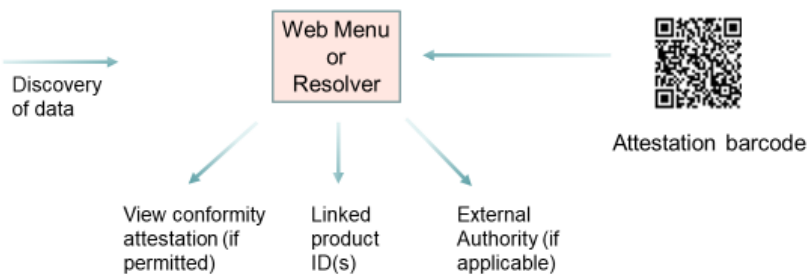 Web Menu
or
Resolver
Discovery
of data
Attestation barcode
View conformity
attestation (if
permitted)
Linked
product
ID(s)
External
Authority (if
applicable)